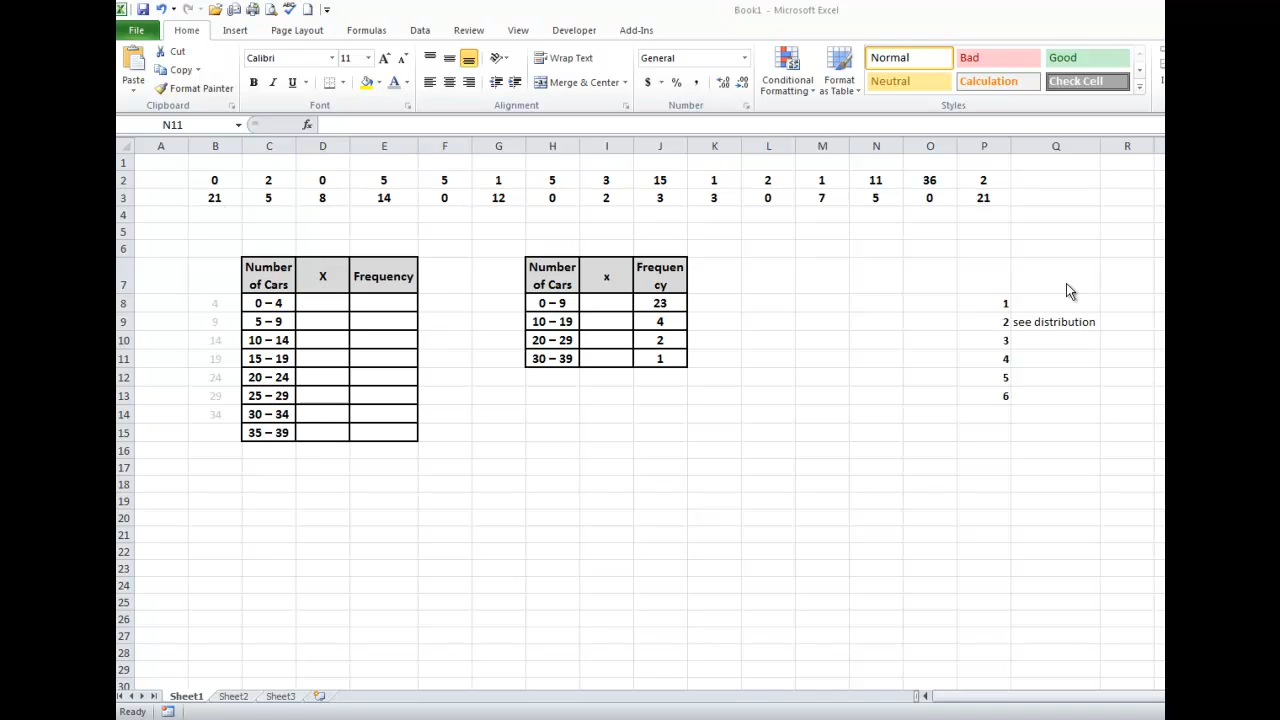 Book1 - Microsoft Excel
File Home Insert Page Layout Formulas Data Review View Developer Add-Ins
Paste
Cut
Copy
Format Painter
Clipboard
Calibri 11
B I U
Font
Wrap Text
Merge & Center
Alignment
General
$ % ,
Number
Conditional Formatting
Format as Table
Normal Bad Good
Neutral Calculation Check Cell
Styles
N11 fx
A B C D E F G H I J K L M N O P Q R
1
2 0 2 0 5 5 1 5 3 15 1 2 1 11 36 2
3 21 5 8 14 0 12 0 2 3 3 0 7 5 0 21
4
5
6
7 Number of Cars X Frequency Number of Cars x Frequen cy
8 4 0 – 4 0 – 9 23 1
9 9 5 – 9 10 – 19 4 2 see distribution
10 14 10 – 14 20 – 29 2 3
11 19 15 – 19 30 – 39 1 4
12 24 20 – 24 5
13 29 25 – 29 6
14 34 30 – 34
15 35 – 39
16
17
18
19
20
21
22
23
24
25
26
27
28
29
30
Sheet1 Sheet2 Sheet3
Ready